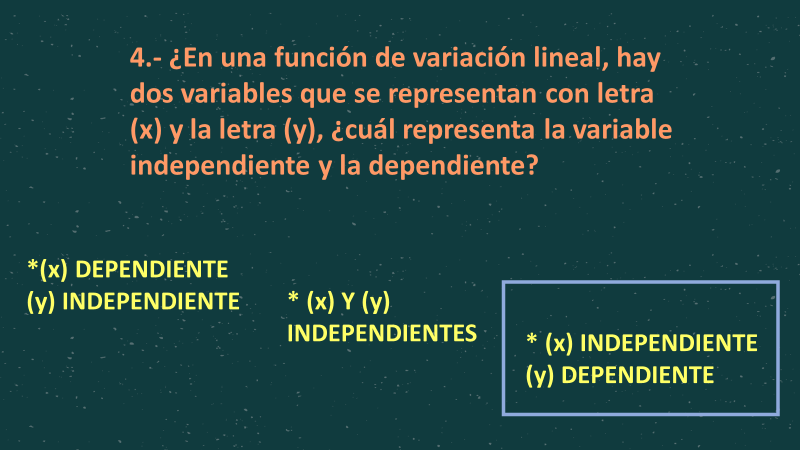 4.- ¿En una función de variación lineal, hay
dos variables que se representan con letra
(x) y la letra (y), ¿cuál representa la variable
independiente y la dependiente?
*(x) DEPENDIENTE
(y) INDEPENDIENTE
* (x) Y (y)
INDEPENDIENTES
* (x) INDEPENDIENTE
(y) DEPENDIENTE